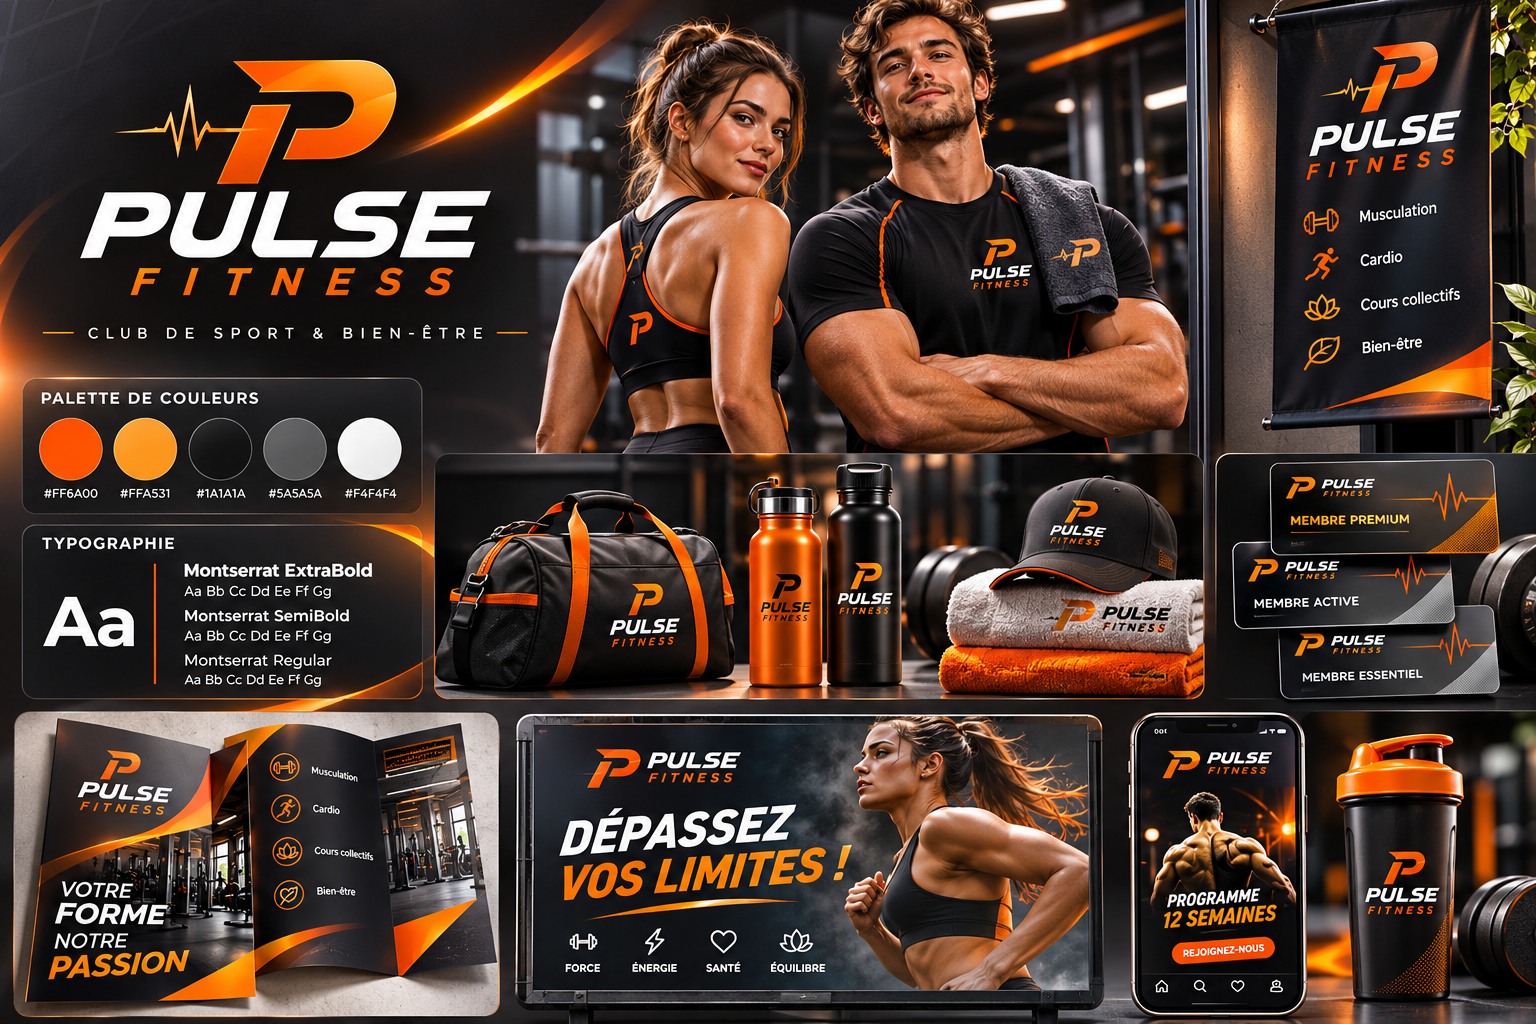 PULSE
FITNESS
CLUB DE SPORT & BIEN-ÊTRE
PALETTE DE COULEURS
#FF6A00
#FFA531
#1A1A1A
#5A5A5A
#F4F4F4
TYPOGRAPHIE
Aa
Montserrat ExtraBold
Aa Bb Cc Dd Ee Ff Gg
Montserrat SemiBold
Aa Bb Cc Dd Ee Ff Gg
Montserrat Regular
Aa Bb Cc Dd Ee Ff Gg
PULSE
FITNESS
PULSE
FITNESS
Musculation
Cardio
Cours collectifs
Bien-être
PULSE
FITNESS
PULSE
FITNESS
PULSE
FITNESS
PULSE
FITNESS
PULSE
FITNESS
PULSE
FITNESS
MEMBRE PREMIUM
PULSE
FITNESS
MEMBRE ACTIVE
PULSE
FITNESS
MEMBRE ESSENTIEL
PULSE
FITNESS
VOTRE
FORME
NOTRE
PASSION
Musculation
Cardio
Cours collectifs
Bien-être
PULSE
FITNESS
DÉPASSEZ
VOS LIMITES !
FORCE
ÉNERGIE
SANTÉ
ÉQUILIBRE
PULSE
FITNESS
PROGRAMME
12 SEMAINES
REJOIGNEZ-NOUS
PULSE
FITNESS